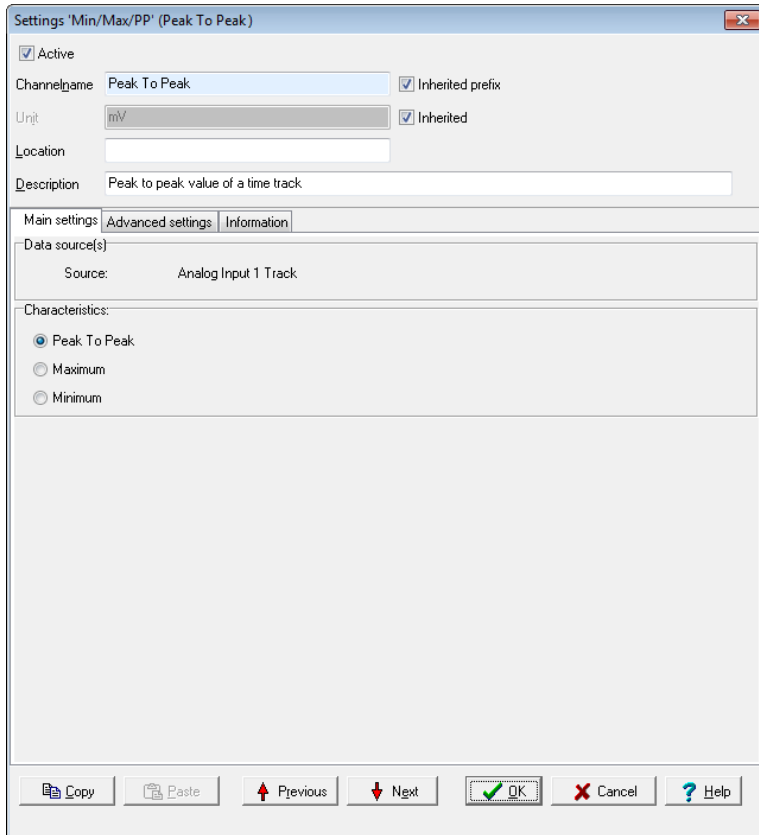 Settings 'Min/Max/PP' (Peak To Peak)
Active
Channelname Peak To Peak Inherited prefix
Unit mV Inherited
Location
Description Peak to peak value of a time track
Main settings Advanced settings Information
Data source(s)
Source: Analog Input 1 Track
Characteristics:
Peak To Peak
Maximum
Minimum
Copy Paste Previous Next OK Cancel Help